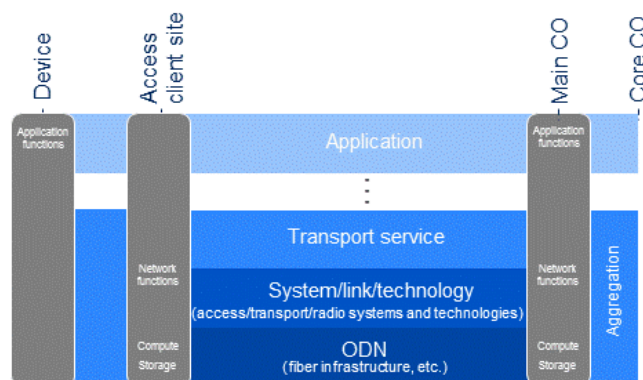 Device
Access
client site
Main CO
Core CO
Application
functions
Application
Application
functions
Transport service
Network
functions
System/link/technology
(access/transport/radio systems and technologies)
Network
functions
Aggregation
Compute
Storage
ODN
(fiber infrastructure, etc.)
Compute
Storage